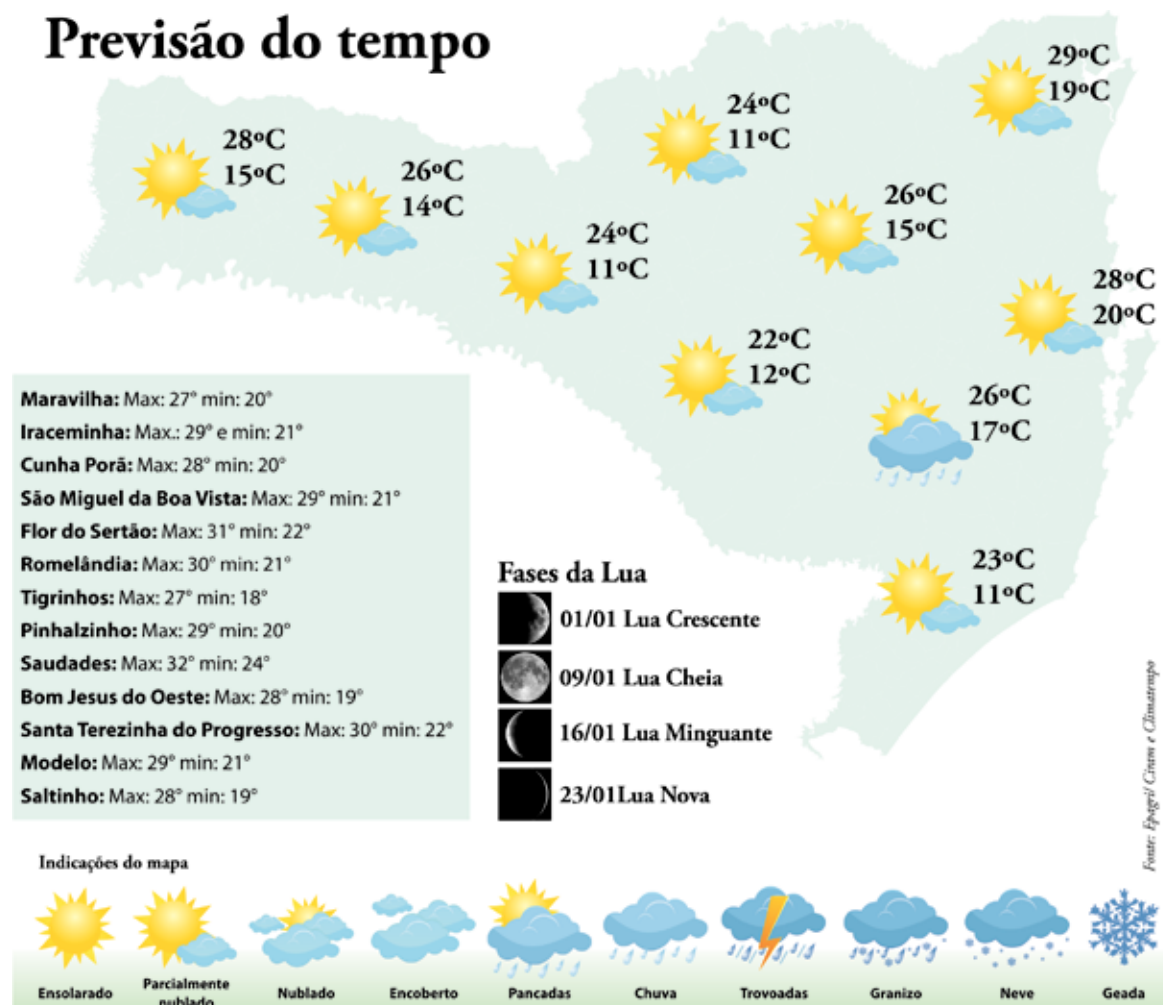 Previsão do tempo
29ºC
19ºC
24ºC
11ºC
28ºC
15ºC
26ºC
14ºC
26ºC
15ºC
24ºC
11ºC
28ºC
20ºC
22ºC
12ºC
26ºC
17ºC
23ºC
11ºC
Maravilha: Max: 27° min: 20°
Iraceminha: Max.: 29° e min: 21°
Cunha Porã: Max: 28° min: 20°
São Miguel da Boa Vista: Max: 29° min: 21°
Flor do Sertão: Max: 31° min: 22°
Romelândia: Max: 30° min: 21°
Tigrinhos: Max: 27° min: 18°
Pinhalzinho: Max: 29° min: 20°
Saudades: Max: 32° min: 24°
Bom Jesus do Oeste: Max: 28° min: 19°
Santa Terezinha do Progresso: Max: 30° min: 22°
Modelo: Max: 29° min: 21°
Saltinho: Max: 28° min: 19°
Fases da Lua
01/01 Lua Crescente
09/01 Lua Cheia
16/01 Lua Minguante
23/01Lua Nova
Fonte: Epagri/ Ciram e Climatempo
Indicações do mapa
Ensolarado
Parcialmente
nublado
Nublado
Encoberto
Pancadas
Chuva
Trovoadas
Granizo
Neve
Geada